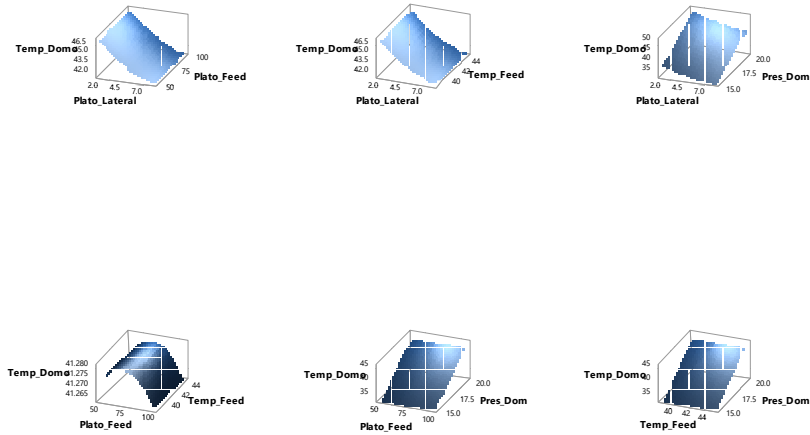 46.5
Temp_Domo
45.0
43.5
42.0
100
75
Plato_Feed
50
2.0 4.5 7.0
Plato_Lateral
46.5
Temp_Domo
45.0
43.5
42.0
44
42
Temp_Feed
40
2.0 4.5 7.0
Plato_Lateral
50
Temp_Domo
45
40
35
20.0
17.5
Pres_Dom
15.0
2.0 4.5 7.0
Plato_Lateral
41.280
41.275
Temp_Domo
41.270
41.265
44
42
Temp_Feed
40
50 75 100
Plato_Feed
45
Temp_Domo
40
35
20.0
17.5
Pres_Dom
15.0
50 75 100
Plato_Feed
45
Temp_Domo
40
35
20.0
17.5
Pres_Dom
15.0
40 42 44
Temp_Feed